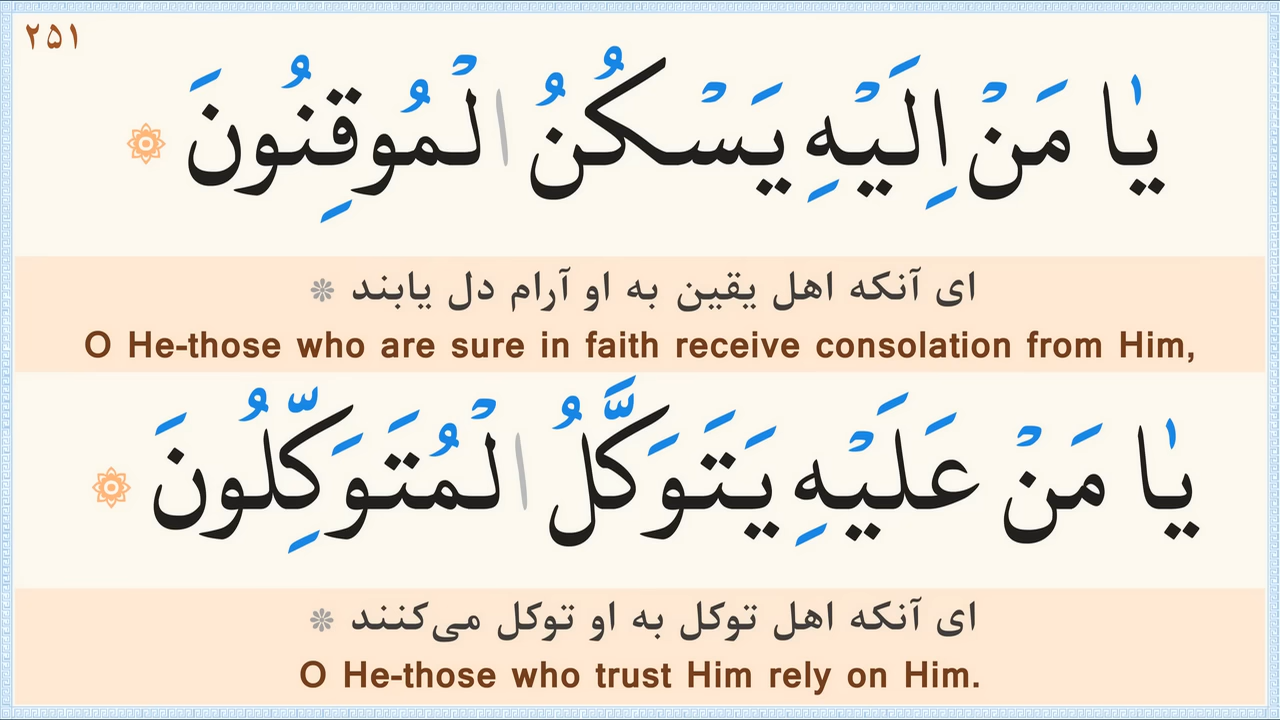 ۲۵۱
یٰا مَنْ اِلَیْهِ یَسْکُنُ الْمُوقِنُونَ
ای آنکه اهل یقین به او آرام دل یابند
O He-those who are sure in faith receive consolation from Him,
یٰا مَنْ عَلَیْهِ یَتَوَکَّلُ الْمُتَوَکِّلُونَ
ای آنکه اهل توکل به او توکل می‌کنند
O He-those who trust Him rely on Him.